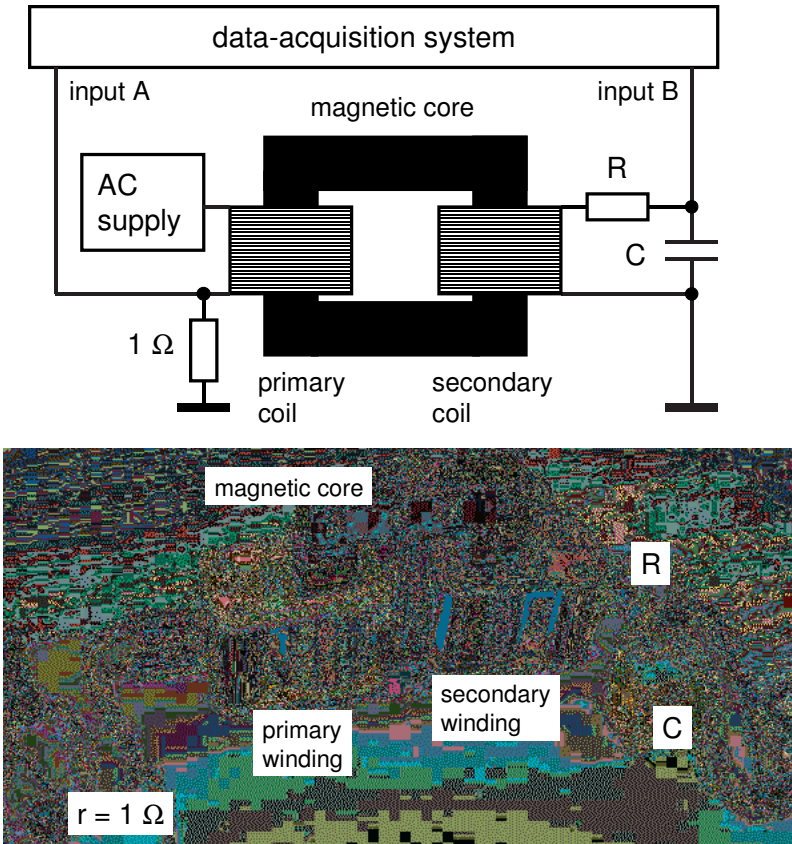 data-acquisition system
input A
input B
magnetic core
R
AC
supply
C
1 Ω
primary
coil
secondary
coil
magnetic core
R
secondary
winding
primary
winding
C
r = 1 Ω